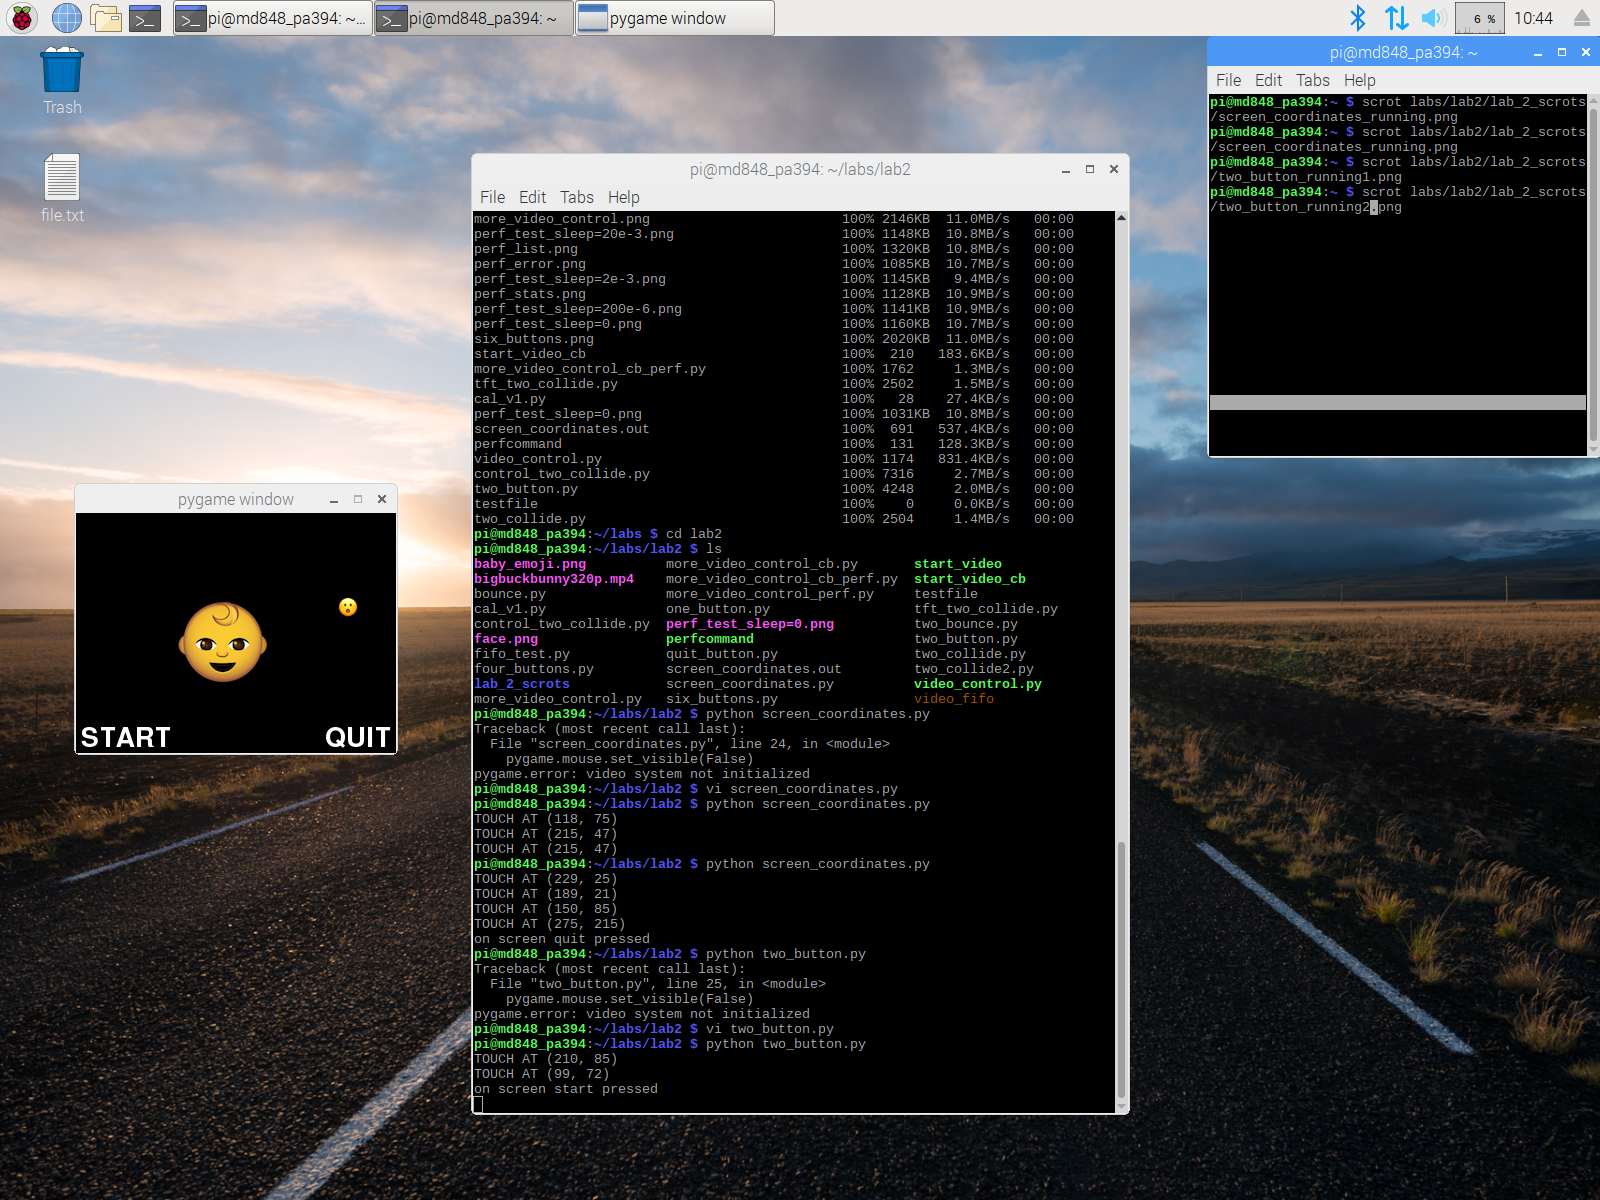 pi@md848_pa394: ~...
pi@md848_pa394: ~
pygame window
6 %
10:44
Trash
file.txt
pi@md848_pa394: ~
File Edit Tabs Help
pi@md848_pa394:~ $ scrot labs/lab2/lab_2_scrots
/screen_coordinates_running.png
pi@md848_pa394:~ $ scrot labs/lab2/lab_2_scrots
/screen_coordinates_running.png
pi@md848_pa394:~ $ scrot labs/lab2/lab_2_scrots
/two_button_running1.png
pi@md848_pa394:~ $ scrot labs/lab2/lab_2_scrots
/two_button_running2.png
pi@md848_pa394: ~/labs/lab2
File Edit Tabs Help
more_video_control.png 100% 2146KB 11.0MB/s 00:00
perf_test_sleep=20e-3.png 100% 1148KB 10.8MB/s 00:00
perf_list.png 100% 1320KB 10.8MB/s 00:00
perf_error.png 100% 1085KB 10.7MB/s 00:00
perf_test_sleep=2e-3.png 100% 1145KB 9.4MB/s 00:00
perf_stats.png 100% 1128KB 10.9MB/s 00:00
perf_test_sleep=200e-6.png 100% 1141KB 10.9MB/s 00:00
perf_test_sleep=0.png 100% 1160KB 10.7MB/s 00:00
six_buttons.png 100% 2020KB 11.0MB/s 00:00
start_video_cb 100% 210 183.6KB/s 00:00
more_video_control_cb_perf.py 100% 1762 1.3MB/s 00:00
tft_two_collide.py 100% 2502 1.5MB/s 00:00
cal_v1.py 100% 28 27.4KB/s 00:00
perf_test_sleep=0.png 100% 1031KB 10.8MB/s 00:00
screen_coordinates.out 100% 691 537.4KB/s 00:00
perfcommand 100% 131 128.3KB/s 00:00
video_control.py 100% 1174 831.4KB/s 00:00
control_two_collide.py 100% 7316 2.7MB/s 00:00
two_button.py 100% 4248 2.0MB/s 00:00
testfile 100% 0 0.0KB/s 00:00
two_collide.py 100% 2504 1.4MB/s 00:00
pi@md848_pa394:~/labs $ cd lab2
pi@md848_pa394:~/labs/lab2 $ ls
baby_emoji.png more_video_control_cb.py start_video
bigbuckbunny320p.mp4 more_video_control_cb_perf.py start_video_cb
bounce.py more_video_control_perf.py testfile
cal_v1.py one_button.py tft_two_collide.py
control_two_collide.py perf_test_sleep=0.png two_bounce.py
face.png perfcommand two_button.py
fifo_test.py quit_button.py two_collide.py
four_buttons.py screen_coordinates.out two_collide2.py
lab_2_scrots screen_coordinates.py video_control.py
more_video_control.py six_buttons.py video_fifo
pi@md848_pa394:~/labs/lab2 $ python screen_coordinates.py
Traceback (most recent call last):
File "screen_coordinates.py", line 24, in <module>
pygame.mouse.set_visible(False)
pygame.error: video system not initialized
pi@md848_pa394:~/labs/lab2 $ vi screen_coordinates.py
pi@md848_pa394:~/labs/lab2 $ python screen_coordinates.py
TOUCH AT (118, 75)
TOUCH AT (215, 47)
TOUCH AT (215, 47)
pi@md848_pa394:~/labs/lab2 $ python screen_coordinates.py
TOUCH AT (229, 25)
TOUCH AT (189, 21)
TOUCH AT (150, 85)
TOUCH AT (275, 215)
on screen quit pressed
pi@md848_pa394:~/labs/lab2 $ python two_button.py
Traceback (most recent call last):
File "two_button.py", line 25, in <module>
pygame.mouse.set_visible(False)
pygame.error: video system not initialized
pi@md848_pa394:~/labs/lab2 $ vi two_button.py
pi@md848_pa394:~/labs/lab2 $ python two_button.py
TOUCH AT (210, 85)
TOUCH AT (99, 72)
on screen start pressed
pygame window
START QUIT